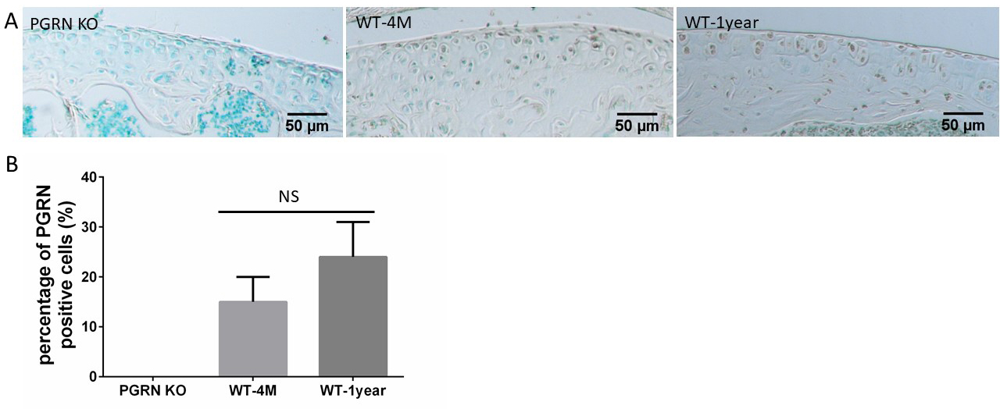 A
PGRN KO
WT-4M
WT-1year
50 µm
50 µm
50 µm
B
percentage of PGRN
positive cells (%)
40
30
20
10
0
NS
PGRN KO
WT-4M
WT-1year